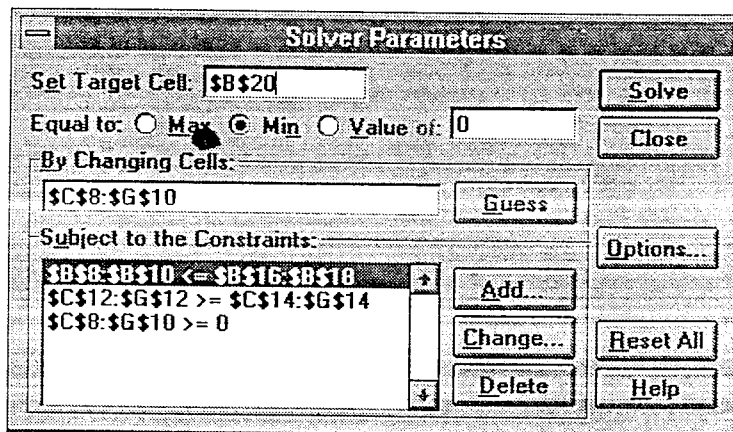 Solver Parameters
Set Target Cell: $B$20
Solve
Equal to: Max Min Value of: 0
Close
By Changing Cells:
$C$8:$G$10
Guess
Subject to the Constraints:
Options...
$B$8:$B$10 <= $B$16:$B$18
$C$12:$G$12 >= $C$14:$G$14
$C$8:$G$10 >= 0
Add...
Change...
Reset All
Delete
Help